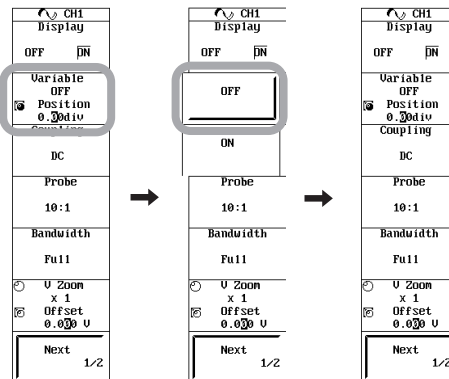 CH1
Display
OFF ON
Variable
OFF
Position
0.00div
Coupling
DC
Probe
10:1
Bandwidth
Full
V Zoom
x 1
Offset
0.000 V
Next
1/2
CH1
Display
OFF ON
OFF
ON
Probe
10:1
Bandwidth
Full
V Zoom
x 1
Offset
0.000 V
Next
1/2
CH1
Display
OFF ON
Variable
OFF
Position
0.00div
Coupling
DC
Probe
10:1
Bandwidth
Full
V Zoom
x 1
Offset
0.000 V
Next
1/2